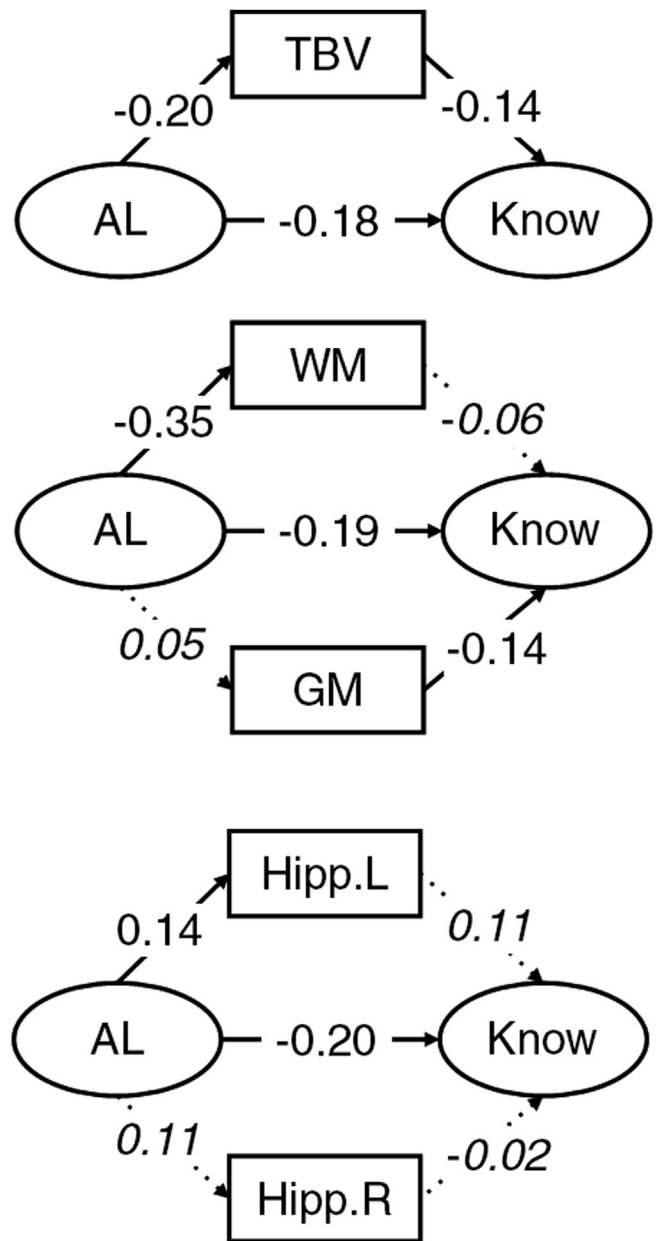 TBV
-0.20
-0.14
AL
-0.18
Know
WM
-0.35
-0.06
AL
-0.19
Know
0.05
-0.14
GM
Hipp.L
0.14
0.11
AL
-0.20
Know
0.11
-0.02
Hipp.R